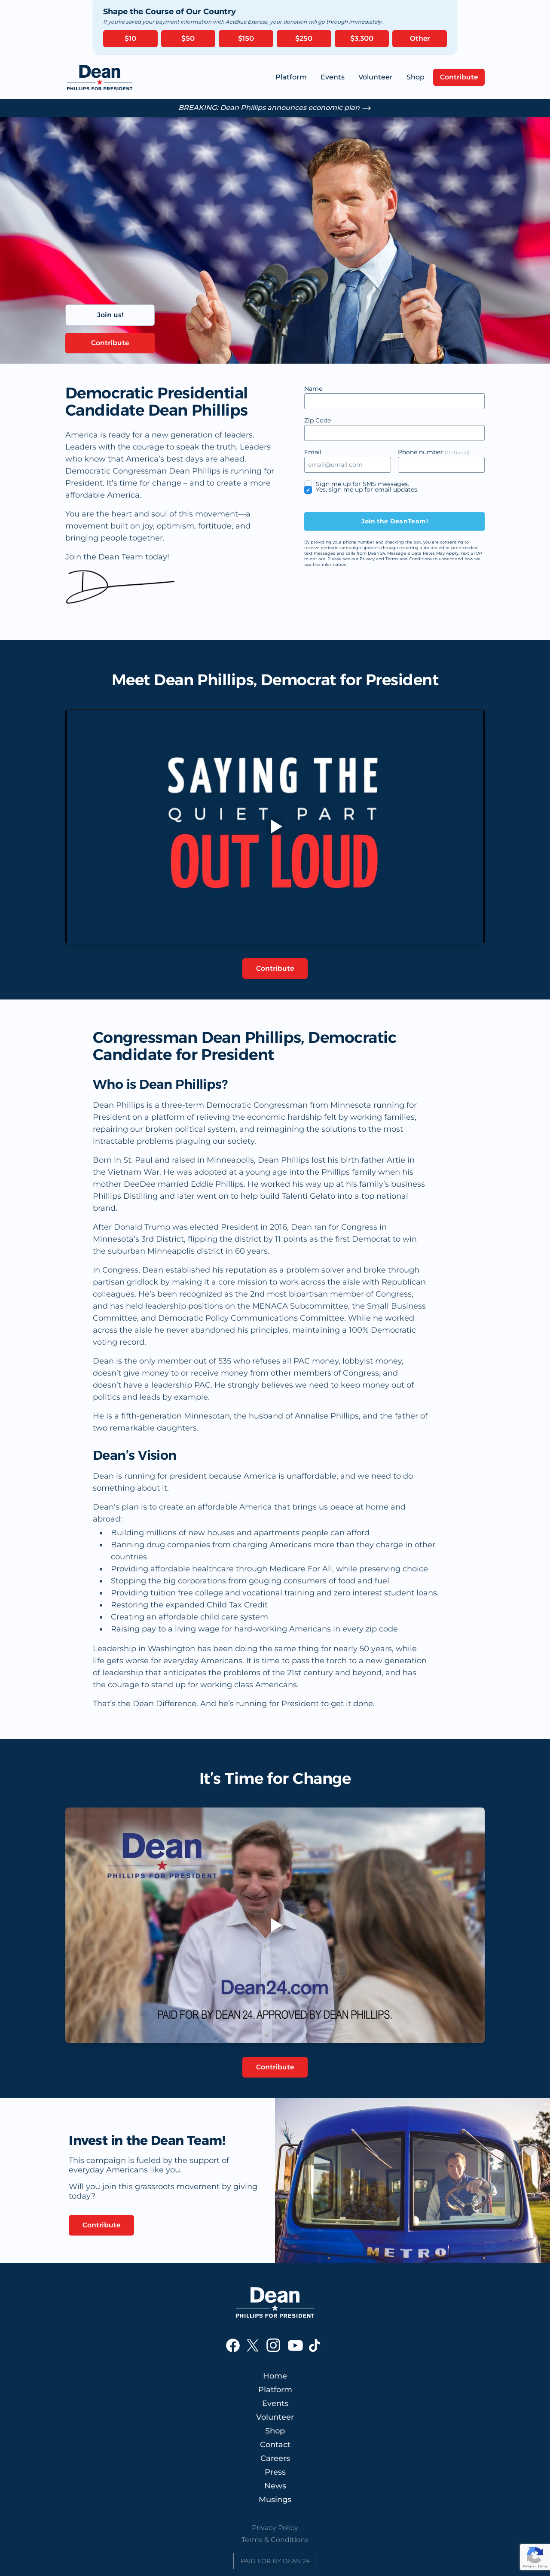 Shape the Course of Our Country
If you've saved your payment information with ActBlue Express, your donation will go through immediately.
$10 $50 $150 $250 $3,300 Other
Dean
PHILLIPS FOR PRESIDENT
Platform Events Volunteer Shop Contribute
BREAKING: Dean Phillips announces economic plan ⟶
Join us!
Contribute
Democratic Presidential
Candidate Dean Phillips
America is ready for a new generation of leaders.
Leaders with the courage to speak the truth. Leaders
who know that America's best days are ahead.
Democratic Congressman Dean Phillips is running for
President. It's time for change – and to create a more
affordable America.
You are the heart and soul of this movement—a
movement built on joy, optimism, fortitude, and
bringing people together.
Join the Dean Team today!
Name
Zip Code
Email
Phone number (Optional)
email@email.com
Sign me up for SMS messages.
Yes, sign me up for email updates.
Join the DeanTeam!
By providing your phone number and checking the box, you are consenting to
receive periodic campaign updates through recurring auto dialed or prerecorded
text messages and calls from Dean 24 Message & Data Rates May Apply. Text STOP
to opt out. Please see our Privacy and Terms and Conditions to understand how we
use this information.
Meet Dean Phillips, Democrat for President
SAYING THE
QUIET PART
OUT LOUD
Contribute
Congressman Dean Phillips, Democratic
Candidate for President
Who is Dean Phillips?
Dean Phillips is a three-term Democratic Congressman from Minnesota running for
President on a platform of relieving the economic hardship felt by working families,
repairing our broken political system, and reimagining the solutions to the most
intractable problems plaguing our society.
Born in St. Paul and raised in Minneapolis, Dean Phillips lost his birth father Artie in
the Vietnam War. He was adopted at a young age into the Phillips family when his
mother DeeDee married Eddie Phillips. He worked his way up at his family's business
Phillips Distilling and later went on to help build Talenti Gelato into a top national
brand.
After Donald Trump was elected President in 2016, Dean ran for Congress in
Minnesota's 3rd District, flipping the district by 11 points as the first Democrat to win
the suburban Minneapolis district in 60 years.
In Congress, Dean established his reputation as a problem solver and broke through
partisan gridlock by making it a core mission to work across the aisle with Republican
colleagues. He's been recognized as the 2nd most bipartisan member of Congress,
and has held leadership positions on the MENACA Subcommittee, the Small Business
Committee, and Democratic Policy Communications Committee. While he worked
across the aisle he never abandoned his principles, maintaining a 100% Democratic
voting record.
Dean is the only member out of 535 who refuses all PAC money, lobbyist money,
doesn't give money to or receive money from other members of Congress, and
doesn't have a leadership PAC. He strongly believes we need to keep money out of
politics and leads by example.
He is a fifth-generation Minnesotan, the husband of Annalise Phillips, and the father of
two remarkable daughters.
Dean's Vision
Dean is running for president because America is unaffordable, and we need to do
something about it.
Dean's plan is to create an affordable America that brings us peace at home and
abroad:
• Building millions of new houses and apartments people can afford
• Banning drug companies from charging Americans more than they charge in other
countries
• Providing affordable healthcare through Medicare For All, while preserving choice
• Stopping the big corporations from gouging consumers of food and fuel
• Providing tuition free college and vocational training and zero interest student loans.
• Restoring the expanded Child Tax Credit
• Creating an affordable child care system
• Raising pay to a living wage for hard-working Americans in every zip code
Leadership in Washington has been doing the same thing for nearly 50 years, while
life gets worse for everyday Americans. It is time to pass the torch to a new generation
of leadership that anticipates the problems of the 21st century and beyond, and has
the courage to stand up for working class Americans.
That's the Dean Difference. And he's running for President to get it done.
It's Time for Change
Dean
PHILLIPS FOR PRESIDENT
Dean24.com
PAID FOR BY DEAN 24. APPROVED BY DEAN PHILLIPS.
Contribute
Invest in the Dean Team!
This campaign is fueled by the support of
everyday Americans like you.
Will you join this grassroots movement by giving
today?
Contribute
METRO
Dean
PHILLIPS FOR PRESIDENT
Home
Platform
Events
Volunteer
Shop
Contact
Careers
Press
News
Musings
Privacy Policy
Terms & Conditions
PAID FOR BY DEAN 24
Privacy - Terms